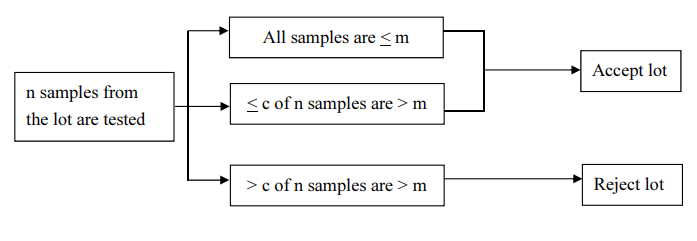 n samples from
the lot are tested
All samples are ≤ m
≤ c of n samples are > m
> c of n samples are > m
Accept lot
Reject lot